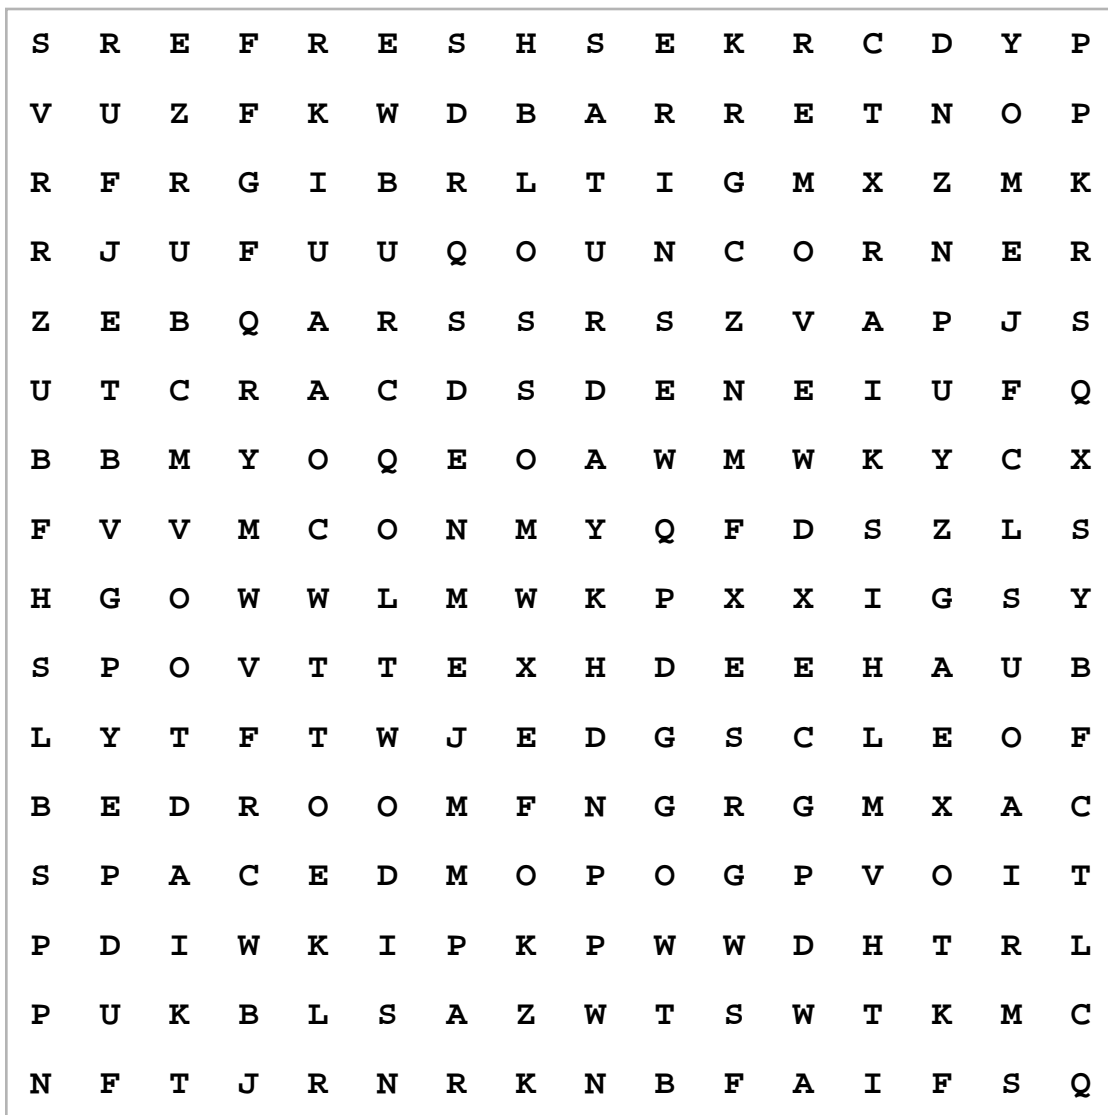 S R E F R E S H S E K R C D Y P
V U Z F K W D B A R R E T N O P
R F R G I B R L T I G M X Z M K
R J U F U U Q O U N C O R N E R
Z E B Q A R S S R S Z V A P J S
U T C R A C D S D E N E I U F Q
B B M Y O Q E O A W M W K Y C X
F V V M C O N M Y Q F D S Z L S
H G O W W L M W K P X X I G S Y
S P O V T T E X H D E E H A U B
L Y T F T W J E D G S C L E O F
B E D R O O M F N G R G M X A C
S P A C E D M O P O G P V O I T
P D I W K I P K P W W D H T R L
P U K B L S A Z W T S W T K M C
N F T J R N R K N B F A I F S Q